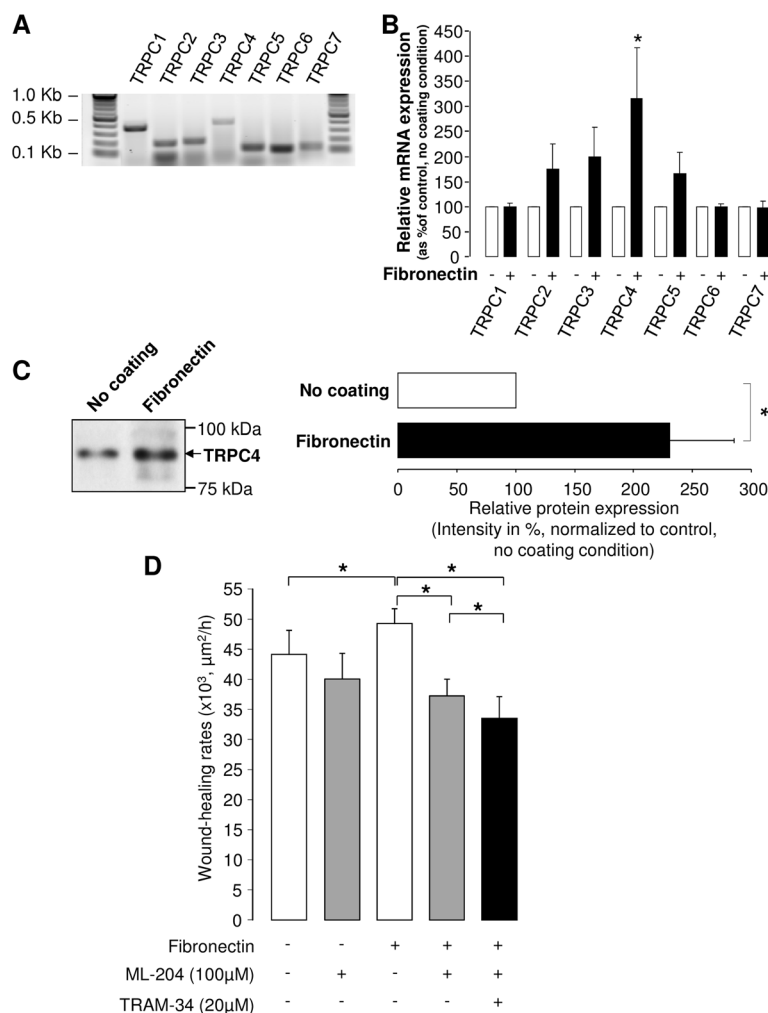 A
TRPC1 TRPC2 TRPC3 TRPC4 TRPC5 TRPC6 TRPC7
1.0 Kb –
0.5 Kb –
0.1 Kb –
B
Relative mRNA expression
(as %of control, no coating condition)
450
400
350
300
250
200
150
100
50
0
*
Fibronectin - + - + - + - + - + - + - +
TRPC1 TRPC2 TRPC3 TRPC4 TRPC5 TRPC6 TRPC7
C
No coating Fibronectin
100 kDa
TRPC4
75 kDa
No coating
Fibronectin
*
0 50 100 150 200 250 300
Relative protein expression
(Intensity in %, normalized to control,
no coating condition)
D
Wound-healing rates (x10³, µm²/h)
55
50
45
40
35
30
25
20
15
10
5
0
* *
*
*
Fibronectin - - + + +
ML-204 (100µM) - + - + +
TRAM-34 (20µM) - - - - +